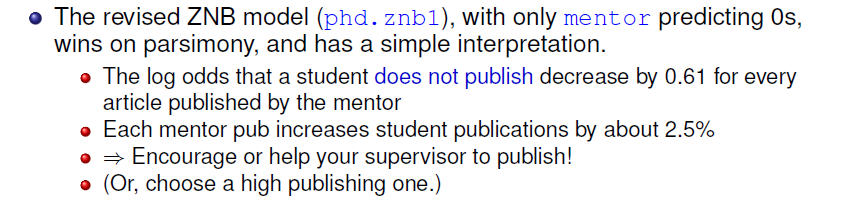 The revised ZNB model (phd.znb1), with only mentor predicting 0s,
wins on parsimony, and has a simple interpretation.
The log odds that a student does not publish decrease by 0.61 for every
article published by the mentor
Each mentor pub increases student publications by about 2.5%
⇒ Encourage or help your supervisor to publish!
(Or, choose a high publishing one.)